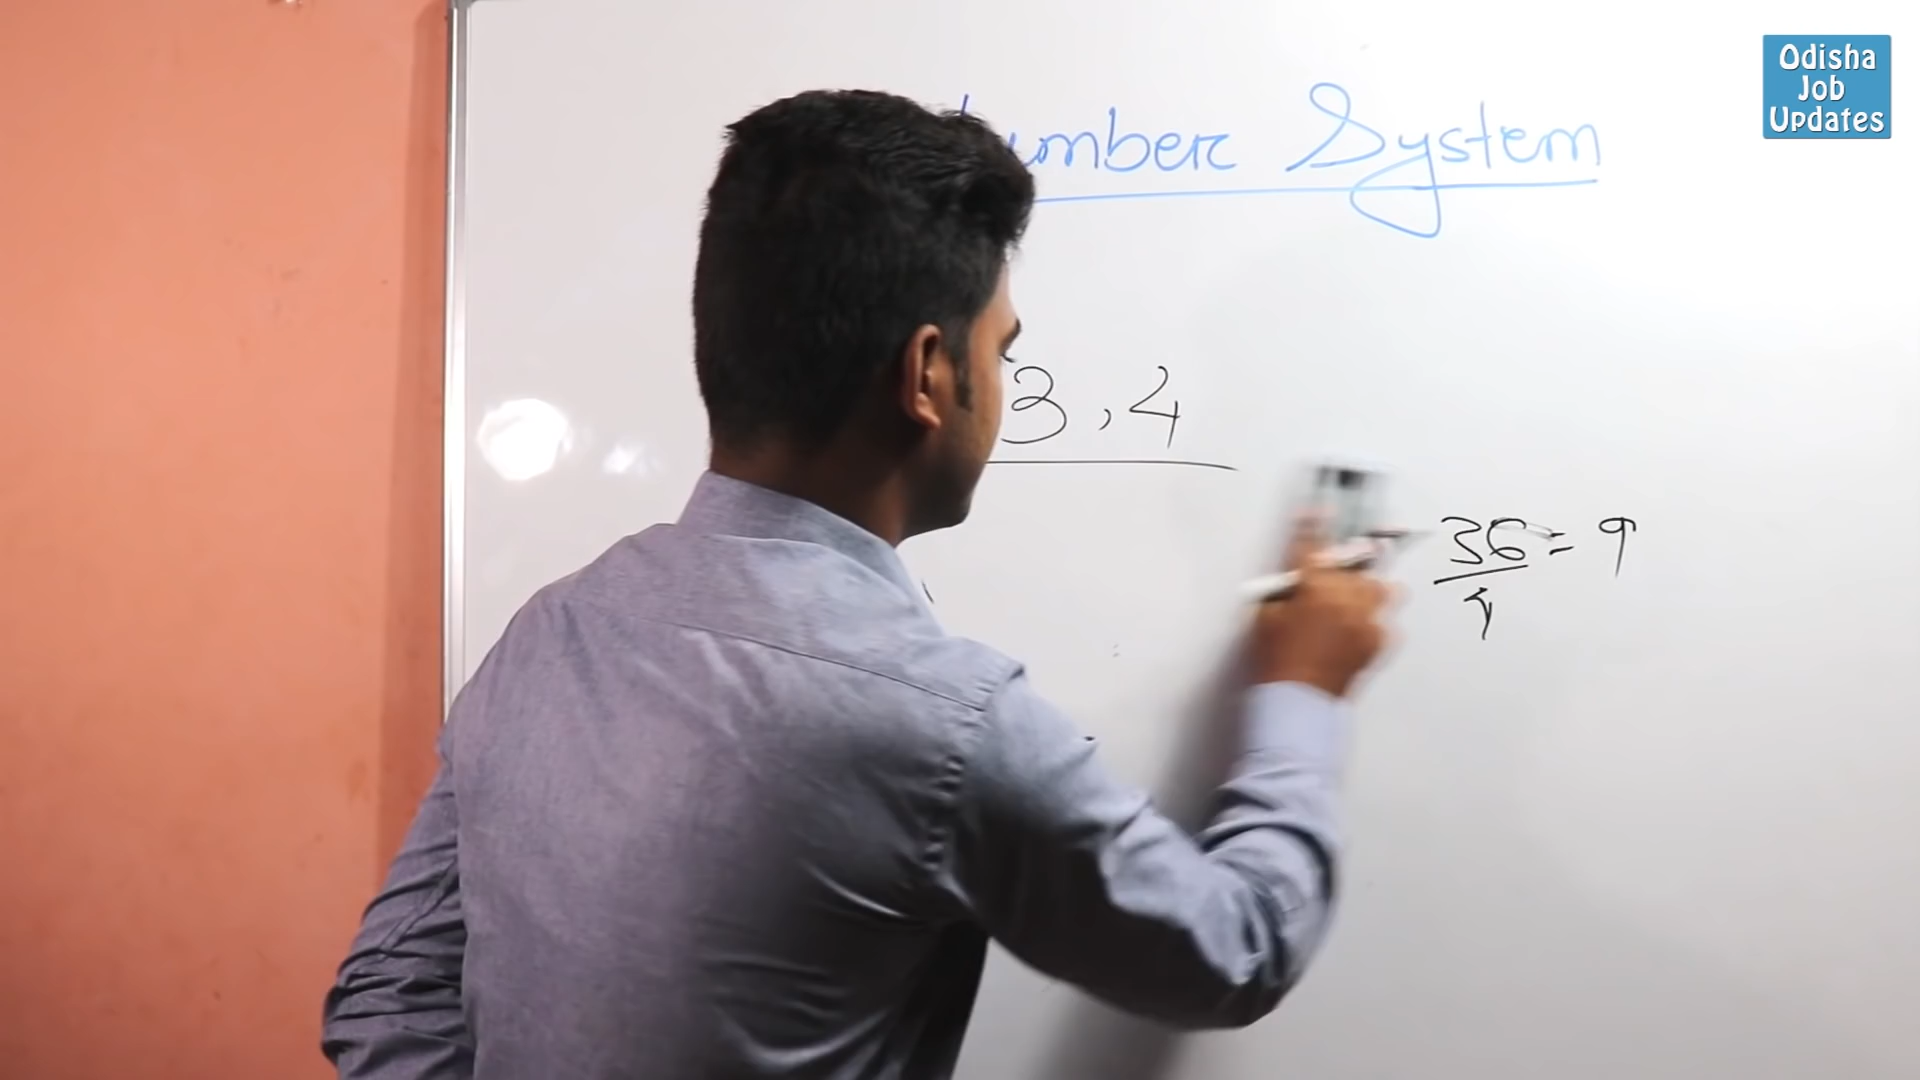 Odisha
Job
Updates
umber System
3, 4
36 = 9
4